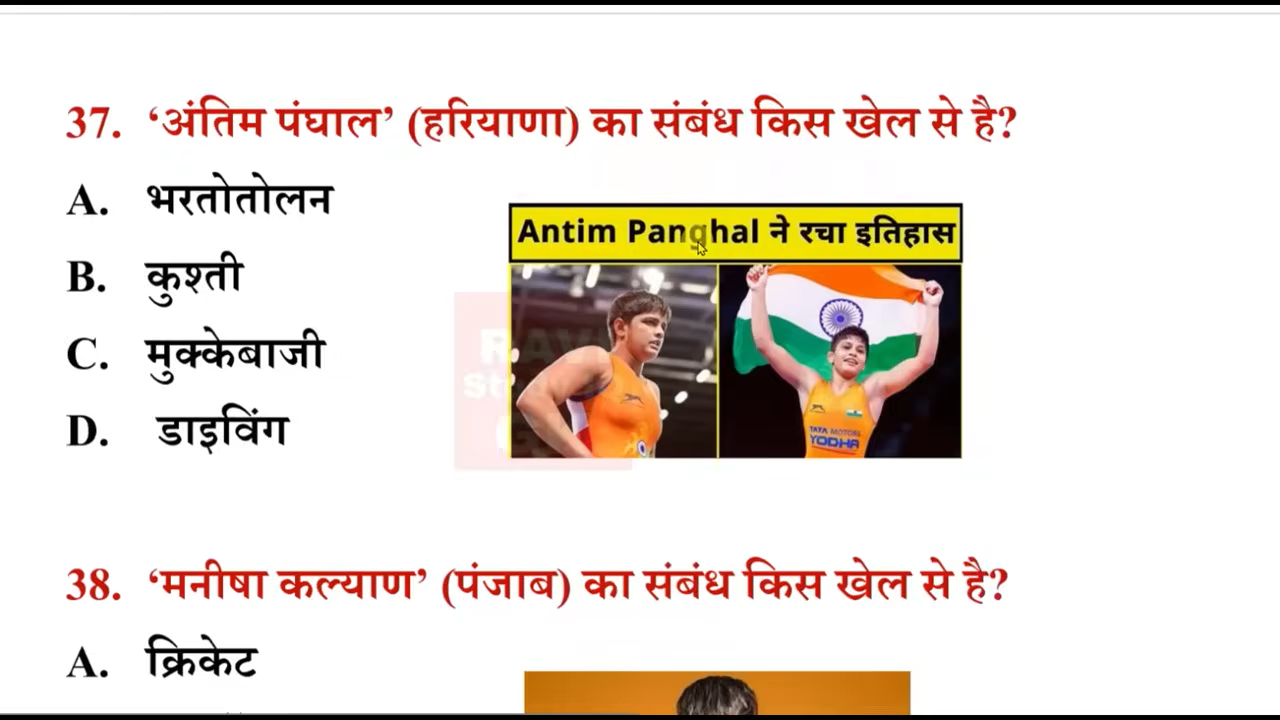 37. ‘अंतिम पंघाल’ (हरियाणा) का संबंध किस खेल से है?
A. भरतोतोलन
B. कुश्ती
C. मुक्केबाजी
D. डाइविंग
Antim Panghal ने रचा इतिहास
TATA MOTORS
YODHA
38. ‘मनीषा कल्याण’ (पंजाब) का संबंध किस खेल से है?
A. क्रिकेट